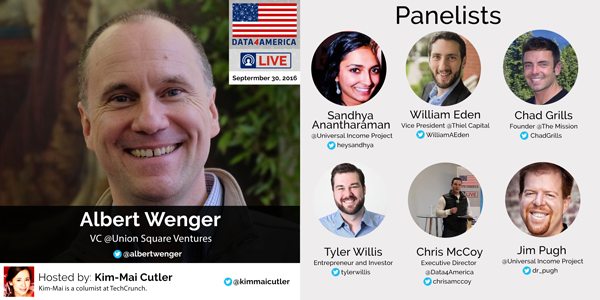 DATA4AMERICA
LIVE
Septermber 30, 2016
Albert Wenger
VC @Union Square Ventures
@albertwenger
Hosted by: Kim-Mai Cutler
Kim-Mai is a columist at TechCrunch.
@kimmaicutler
Panelists
Sandhya
Anantharaman
@Universal Income Project
heysandhya
William Eden
Vice President @Thiel Capital
WilliamAEden
Chad Grills
Founder @The Mission
ChadGrills
Tyler Willis
Entrepreneur and Investor
tylerwillis
Chris McCoy
Executive Director
@Data4America
chrisamccoy
Jim Pugh
@Universal Income Project
dr_pugh